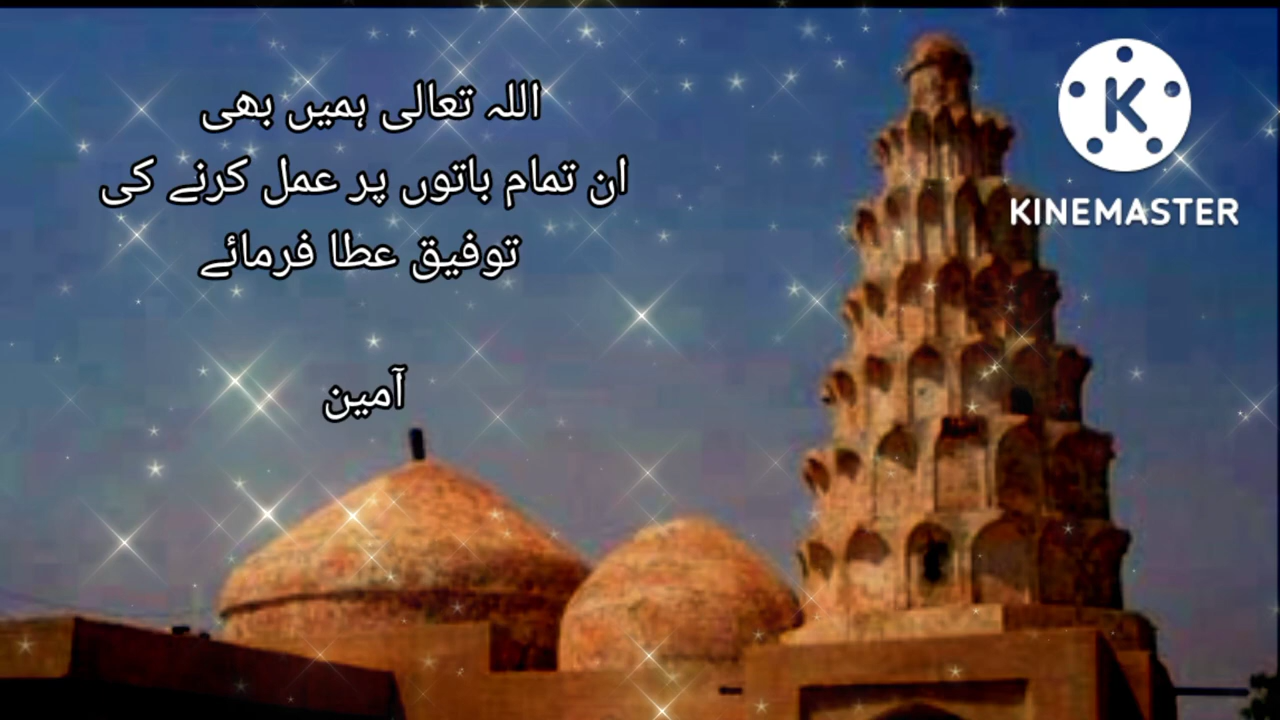 اللہ تعالی ہمیں بھی
ان تمام باتوں پر عمل کرنے کی
توفیق عطا فرمائے
آمین
K
KINEMASTER